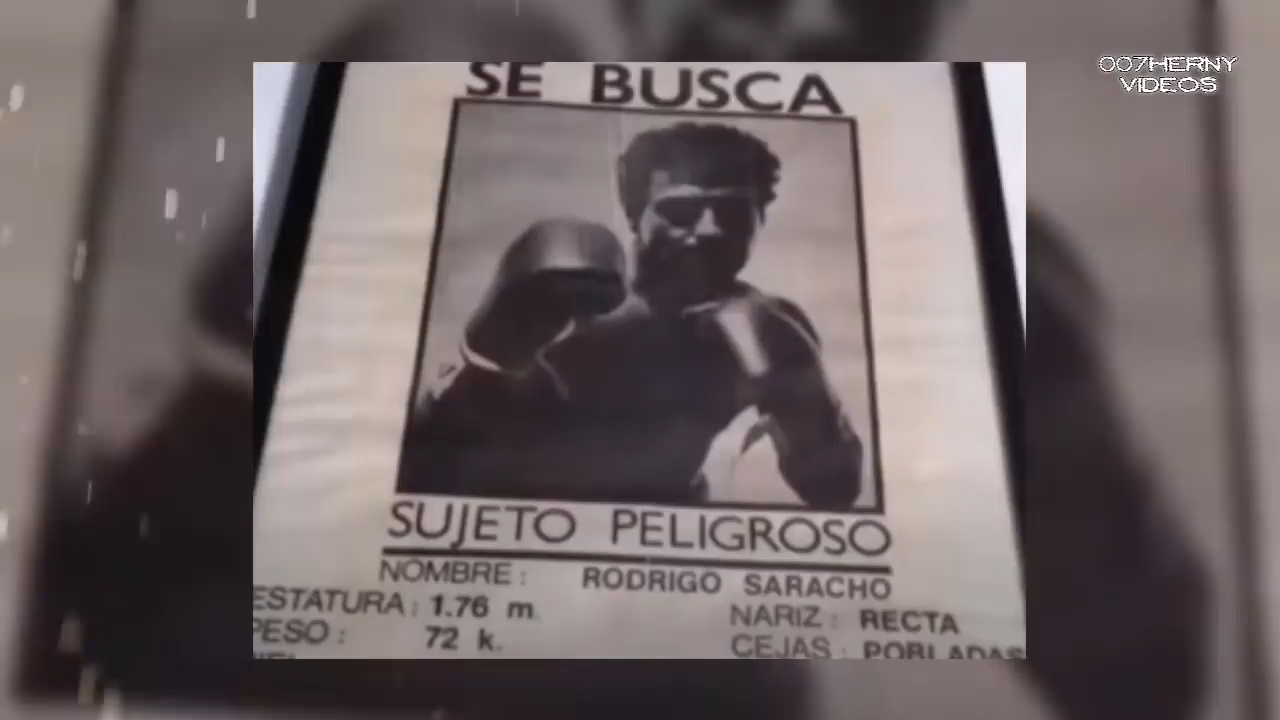 007HERNY
VIDEOS
SE BUSCA
SUJETO PELIGROSO
NOMBRE : RODRIGO SARACHO
ESTATURA : 1.76 m.
NARIZ : RECTA
PESO : 72 k.
CEJAS : POBLADAS